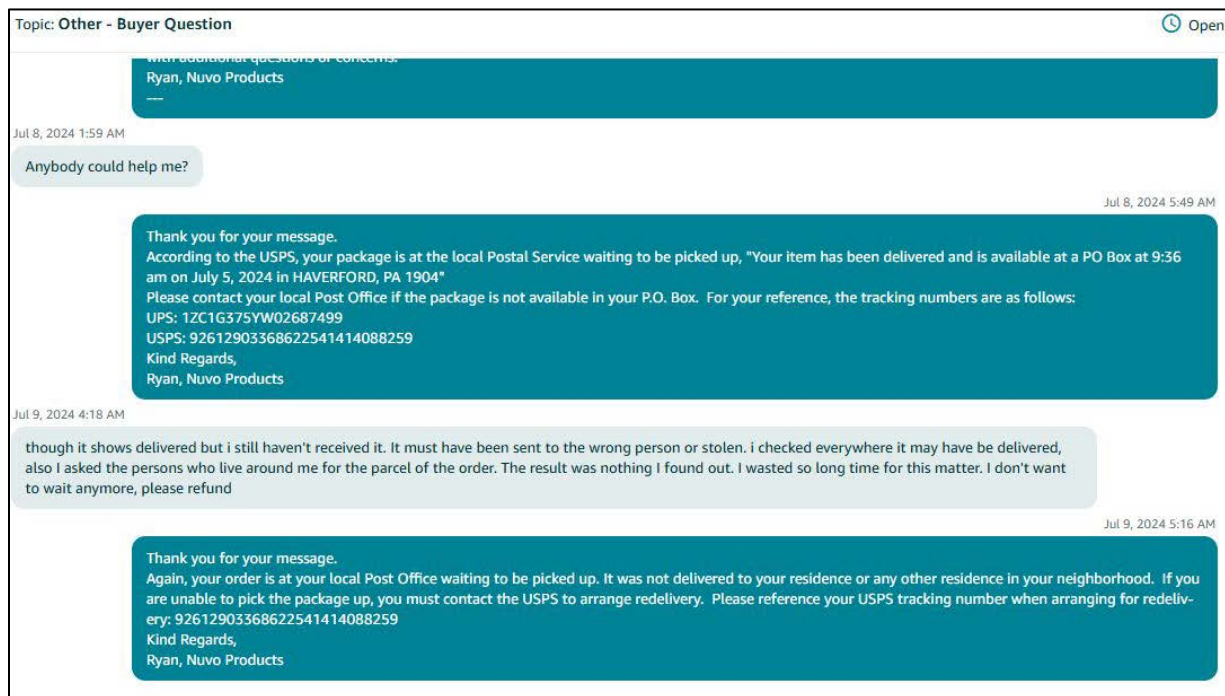 Topic: Other - Buyer Question
Open
with additional questions or concerns.
Ryan, Nuvo Products
---
Jul 8, 2024 1:59 AM
Anybody could help me?
Jul 8, 2024 5:49 AM
Thank you for your message.
According to the USPS, your package is at the local Postal Service waiting to be picked up, "Your item has been delivered and is available at a PO Box at 9:36
am on July 5, 2024 in HAVERFORD, PA 1904"
Please contact your local Post Office if the package is not available in your P.O. Box.  For your reference, the tracking numbers are as follows:
UPS: 1ZC1G375YW02687499
USPS: 92612903368622541414088259
Kind Regards,
Ryan, Nuvo Products
Jul 9, 2024 4:18 AM
though it shows delivered but i still haven't received it. It must have been sent to the wrong person or stolen. i checked everywhere it may have be delivered,
also I asked the persons who live around me for the parcel of the order. The result was nothing I found out. I wasted so long time for this matter. I don't want
to wait anymore, please refund
Jul 9, 2024 5:16 AM
Thank you for your message.
Again, your order is at your local Post Office waiting to be picked up. It was not delivered to your residence or any other residence in your neighborhood.  If you
are unable to pick the package up, you must contact the USPS to arrange redelivery.  Please reference your USPS tracking number when arranging for redeliv-
ery: 92612903368622541414088259
Kind Regards,
Ryan, Nuvo Products